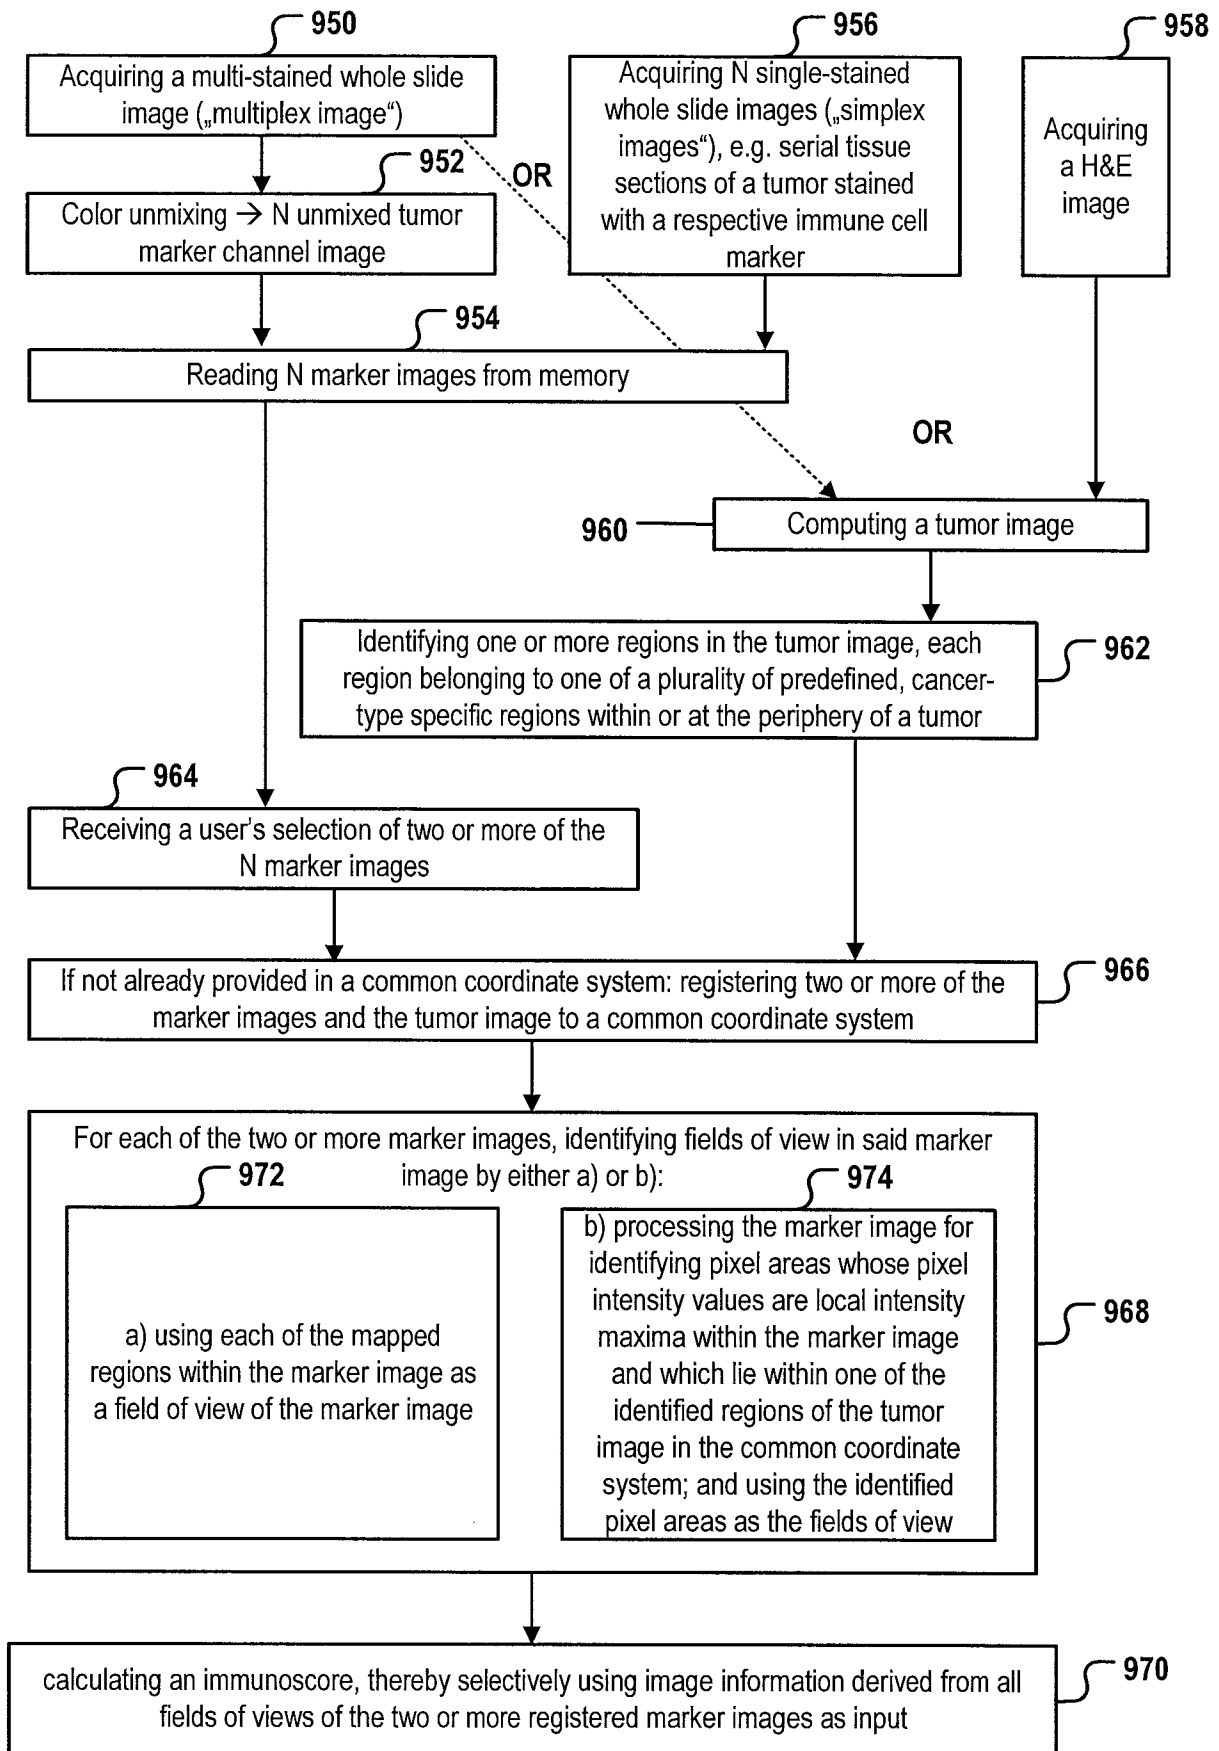 950
Acquiring a multi-stained whole slide
image („multiplex image“)
956
Acquiring N single-stained
whole slide images („simplex
images“), e.g. serial tissue
sections of a tumor stained
with a respective immune cell
marker
958
Acquiring
a H&E
image
952
OR
Color unmixing → N unmixed tumor
marker channel image
954
Reading N marker images from memory
OR
960
Computing a tumor image
962
Identifying one or more regions in the tumor image, each
region belonging to one of a plurality of predefined, cancer-
type specific regions within or at the periphery of a tumor
964
Receiving a user's selection of two or more of the
N marker images
966
If not already provided in a common coordinate system: registering two or more of the
marker images and the tumor image to a common coordinate system
For each of the two or more marker images, identifying fields of view in said marker
image by either a) or b):
972
a) using each of the mapped
regions within the marker image as
a field of view of the marker image
974
b) processing the marker image for
identifying pixel areas whose pixel
intensity values are local intensity
maxima within the marker image
and which lie within one of the
identified regions of the tumor
image in the common coordinate
system; and using the identified
pixel areas as the fields of view
968
calculating an immunoscore, thereby selectively using image information derived from all
fields of views of the two or more registered marker images as input
970